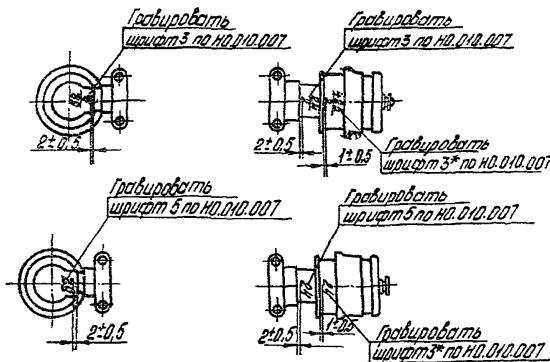 Гравировать
шрифт 3 по НО.010.007
Гравировать
шрифт 3 по НО.010.007
2±0,5
2±0,5
1±0,5
Гравировать
шрифт 3* по НО.010.007
Гравировать
шрифт 5 по НО.010.007
Гравировать
шрифт 5 по НО.010.007
2±0,5
2±0,5
1±0,5
Гравировать
шрифт 3* по НО.010.007